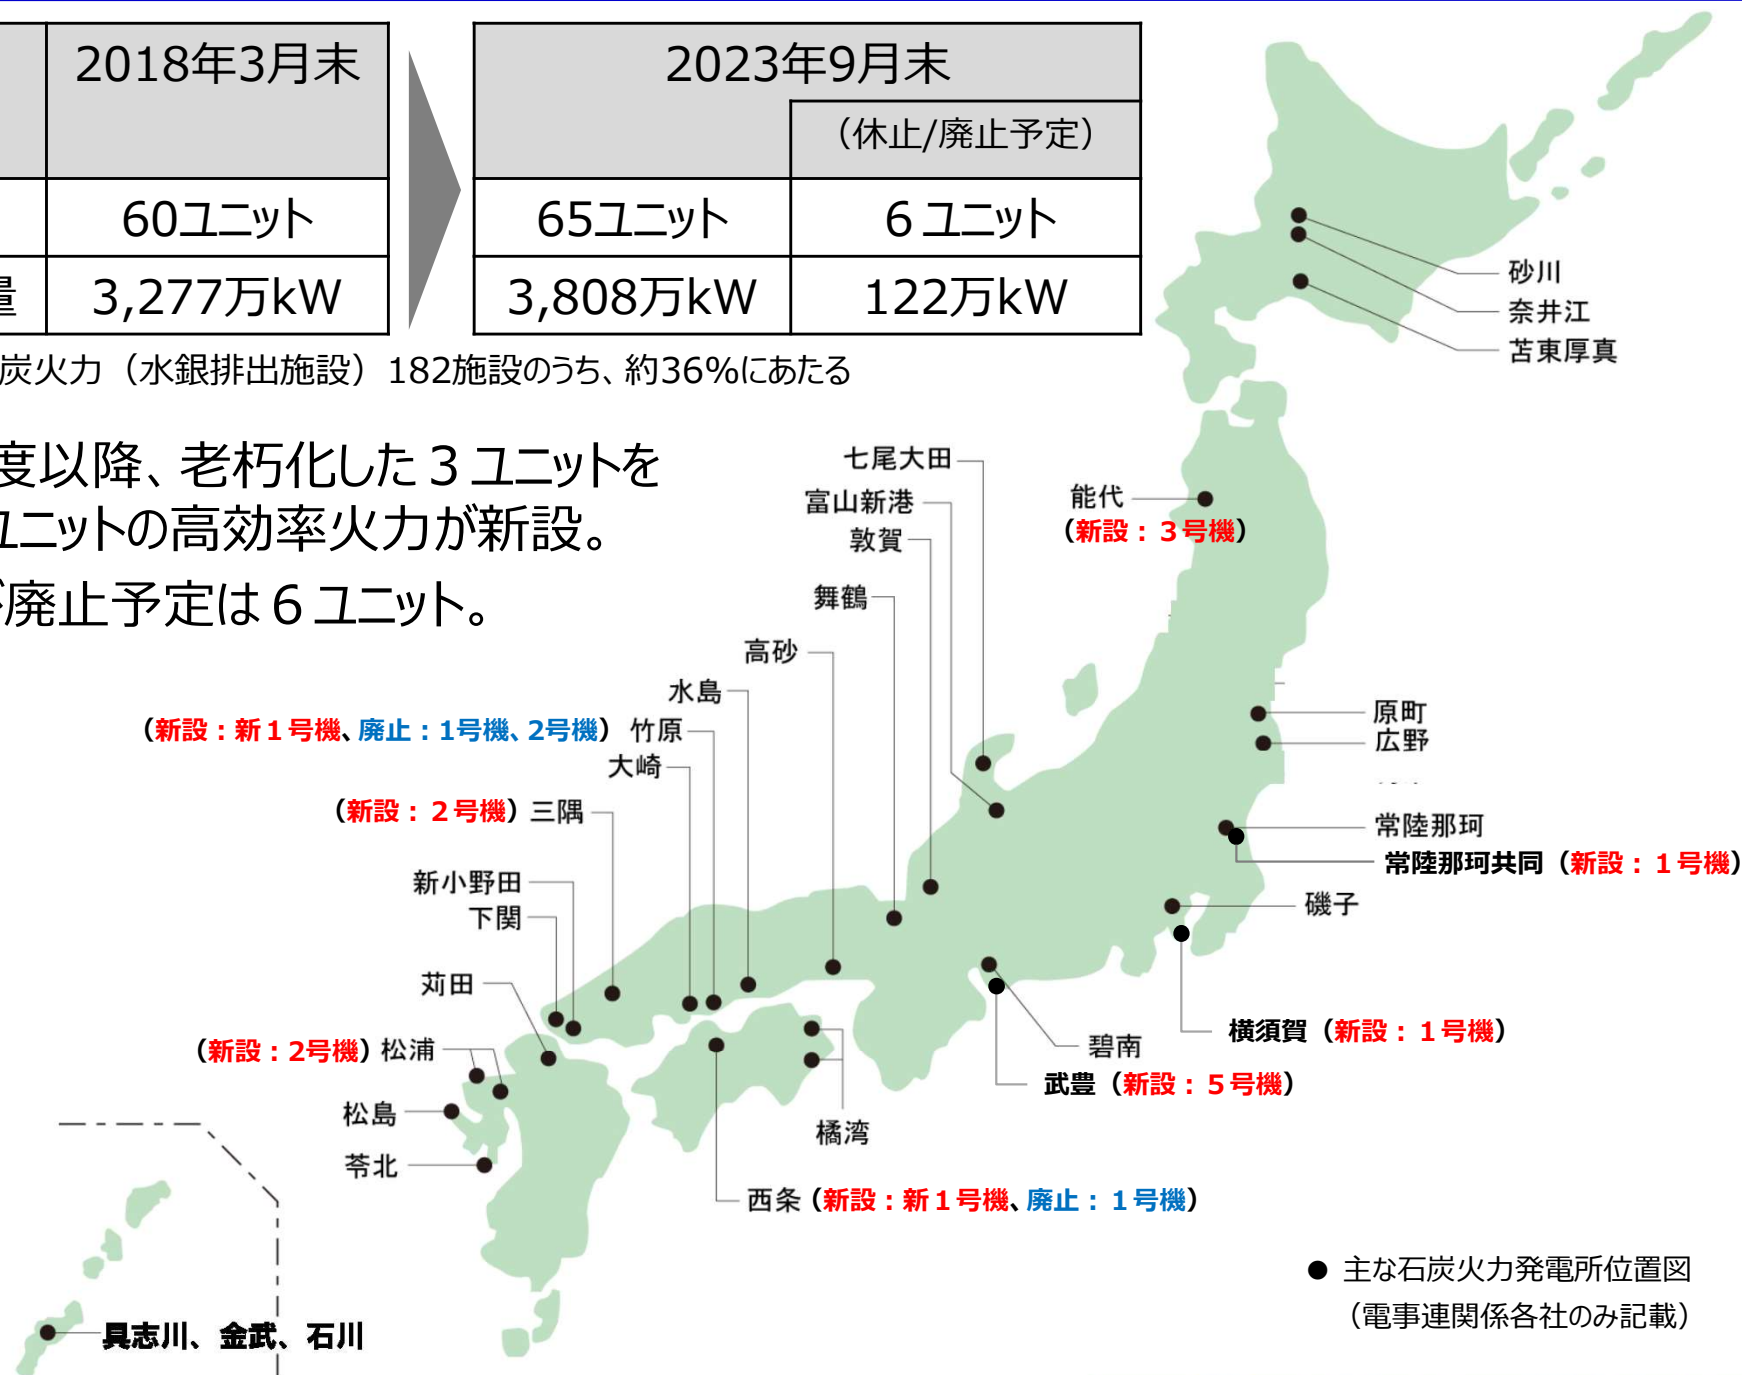 2018年3月末
2023年9月末
（休止/廃止予定）
60ユニット
65ユニット
６ユニット
量
3,277万kW
3,808万kW
122万kW
炭火力（水銀排出施設）182施設のうち、約36%にあたる
度以降、老朽化した３ユニットを
ユニットの高効率火力が新設。
廃止予定は６ユニット。
砂川
奈井江
苫東厚真
七尾大田
富山新港
敦賀
舞鶴
高砂
水島
（新設：新１号機、廃止：1号機、2号機）竹原
大崎
（新設：２号機）三隅
新小野田
下関
苅田
（新設：2号機）松浦
松島
苓北
能代
（新設：３号機）
原町
広野
常陸那珂
常陸那珂共同（新設：１号機）
磯子
横須賀（新設：１号機）
碧南
武豊（新設：５号機）
橘湾
西条（新設：新１号機、廃止：１号機）
具志川、金武、石川
● 主な石炭火力発電所位置図
（電事連関係各社のみ記載）